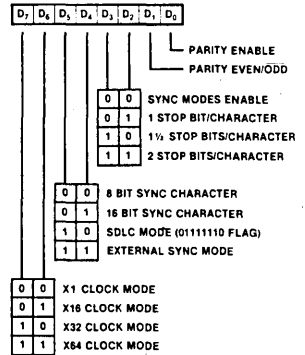 D7 D6 D5 D4 D3 D2 D1 D0
PARITY ENABLE
PARITY EVEN/ODD
0 0 SYNC MODES ENABLE
0 1 1 STOP BIT/CHARACTER
1 0 1½ STOP BITS/CHARACTER
1 1 2 STOP BITS/CHARACTER
0 0 8 BIT SYNC CHARACTER
0 1 16 BIT SYNC CHARACTER
1 0 SDLC MODE (01111110 FLAG)
1 1 EXTERNAL SYNC MODE
0 0 X1 CLOCK MODE
0 1 X16 CLOCK MODE
1 0 X32 CLOCK MODE
1 1 X64 CLOCK MODE